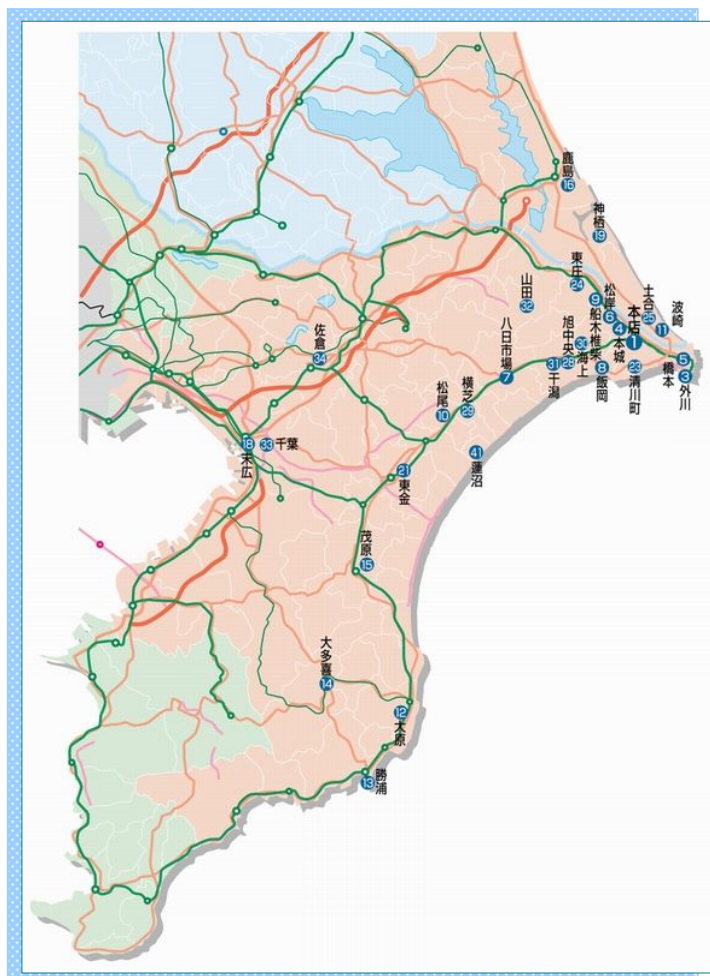 鹿島
16
神栖
19
東庄
24
山田
32
9
船木
椎柴
松岸
6
4
本城
本店
1
土合
25
11
波崎
佐倉
34
八日市場
7
旭中央
28
31
干潟
30
海上
8
飯岡
23
清川町
5
橋本
3
外川
松尾
10
横芝
29
18
末広
33
千葉
21
東金
41
蓮沼
茂原
15
大多喜
14
12
大原
13
勝浦